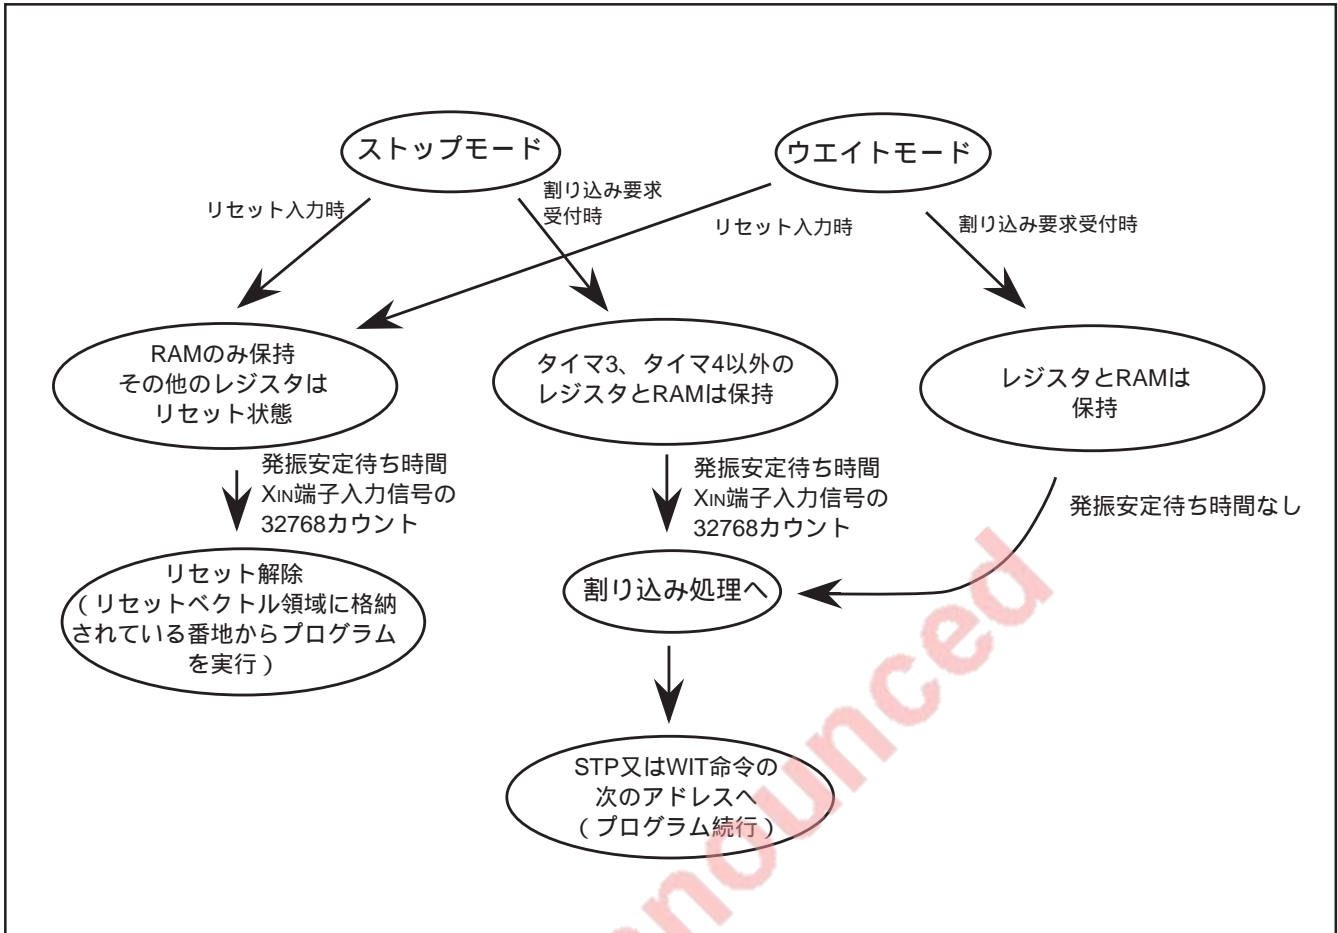 ストップモード
ウエイトモード
リセット入力時
割り込み要求
受付時
リセット入力時
割り込み要求受付時
RAMのみ保持
その他のレジスタは
リセット状態
タイマ3、タイマ4以外の
レジスタとRAMは保持
レジスタとRAMは
保持
発振安定待ち時間
XIN端子入力信号の
32768カウント
発振安定待ち時間
XIN端子入力信号の
32768カウント
発振安定待ち時間なし
リセット解除
（リセットベクトル領域に格納
されている番地からプログラム
を実行）
割り込み処理へ
STP又はWIT命令の
次のアドレスへ
（プログラム続行）
nounced